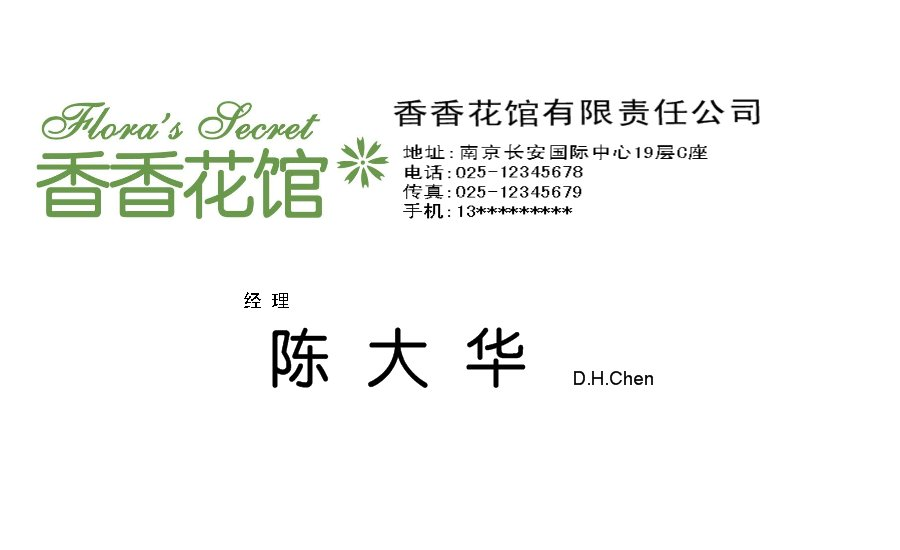 Flora's Secret
香香花馆
香香花馆有限责任公司
地址:南京长安国际中心19层C座
电话:025-12345678
传真:025-12345679
手机:13*********
经 理
陈 大 华 D.H.Chen